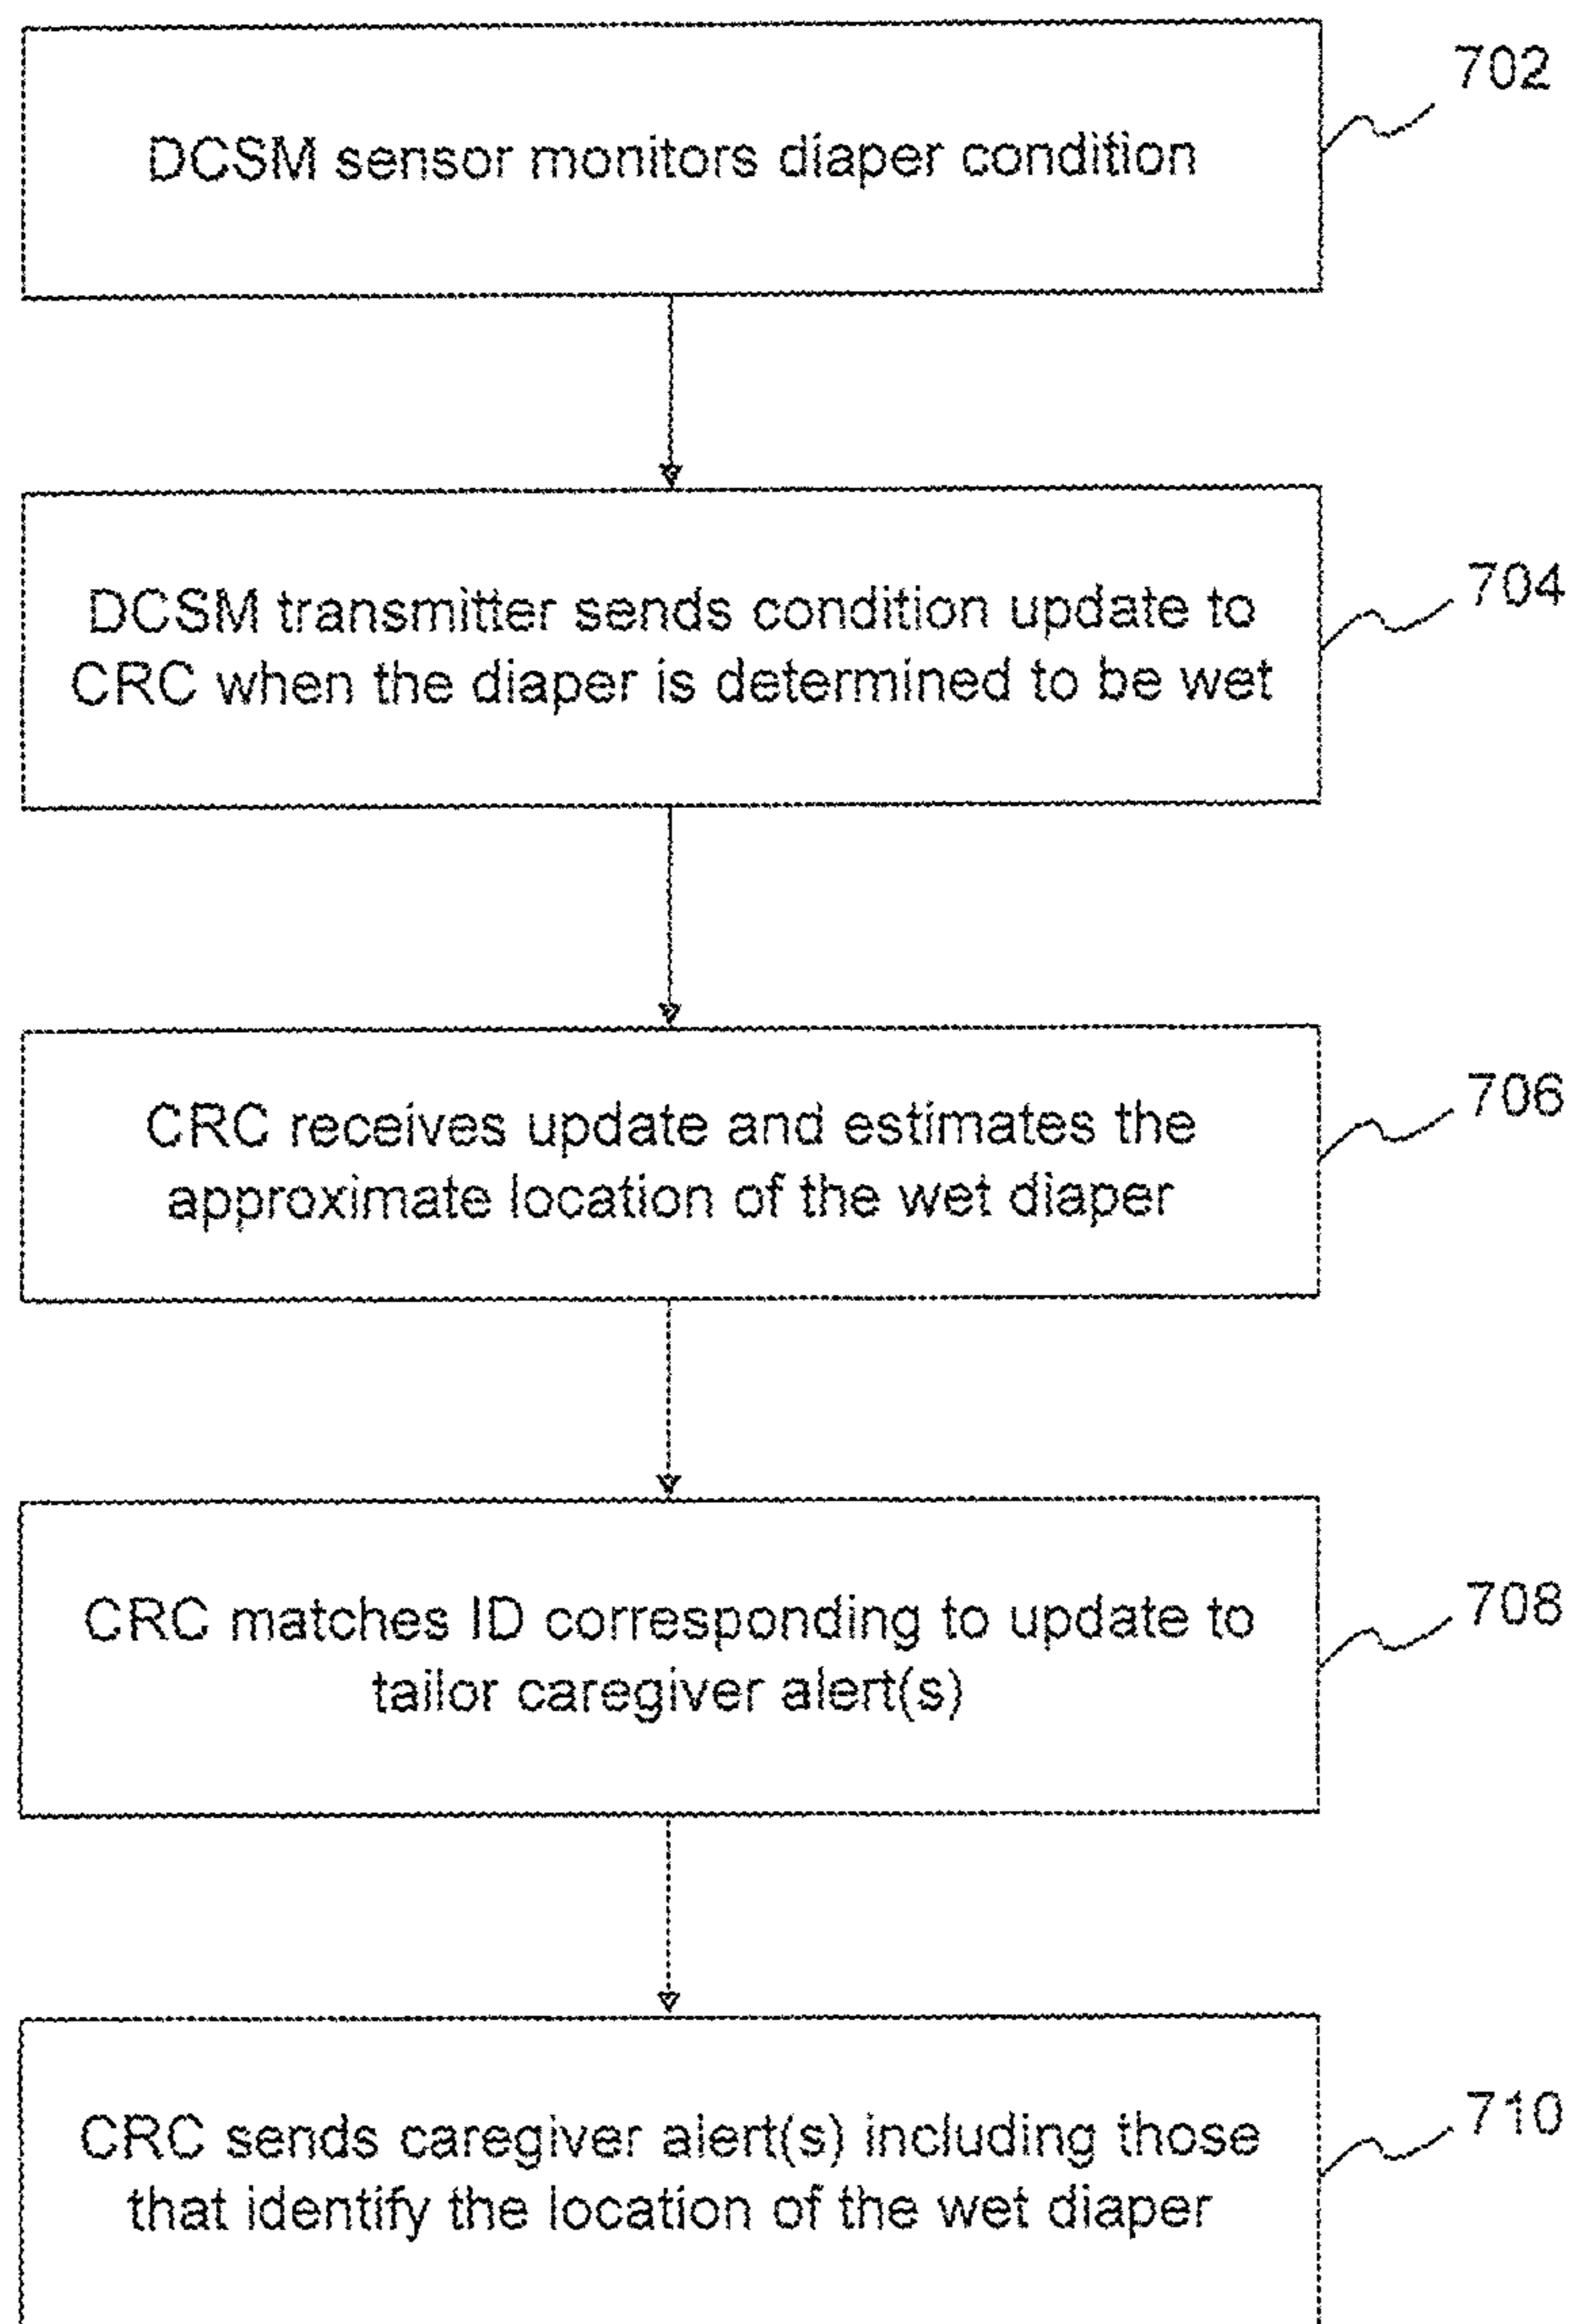 702
DCSM sensor monitors diaper condition
704
DCSM transmitter sends condition update to
CRC when the diaper is determined to be wet
706
CRC receives update and estimates the
approximate location of the wet diaper
708
CRC matches ID corresponding to update to
tailor caregiver alert(s)
710
CRC sends caregiver alert(s) including those
that identify the location of the wet diaper